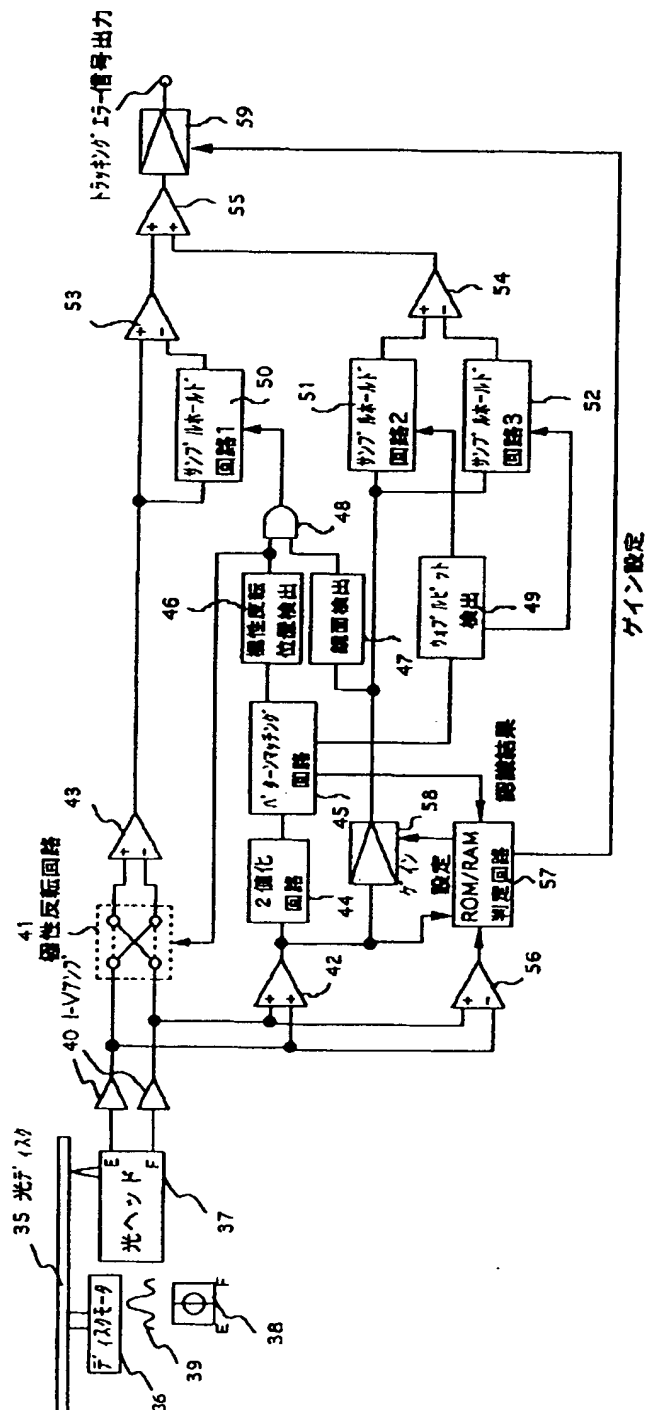 35 光ディスク
ディスクモータ
36
39
E
F
38
光ヘッド
E
F
37
40 I-Vアンプ
41
極性反転回路
+
-
43
+
+
42
2値化
回路
44
パターンマッチング
回路
45
極性反転
位置検出
46
鏡面検出
47
48
ウォブルピット
検出
49
サンプルホールド
回路1
50
サンプルホールド
回路2
51
サンプルホールド
回路3
52
+
-
53
+
-
54
+
+
55
+
-
56
ROM/RAM
判定回路
57
ゲイン
設定
58
認識結果
ゲイン設定
59
トラッキングエラー信号出力